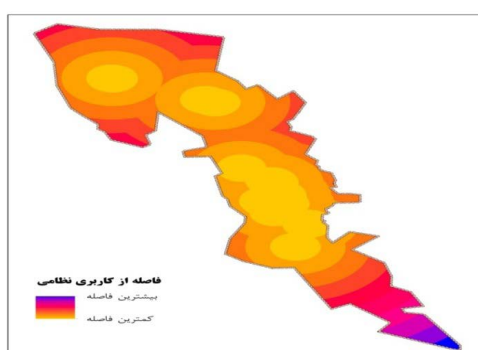 فاصله از کاربری نظامی
بیشترین فاصله
کمترین فاصله